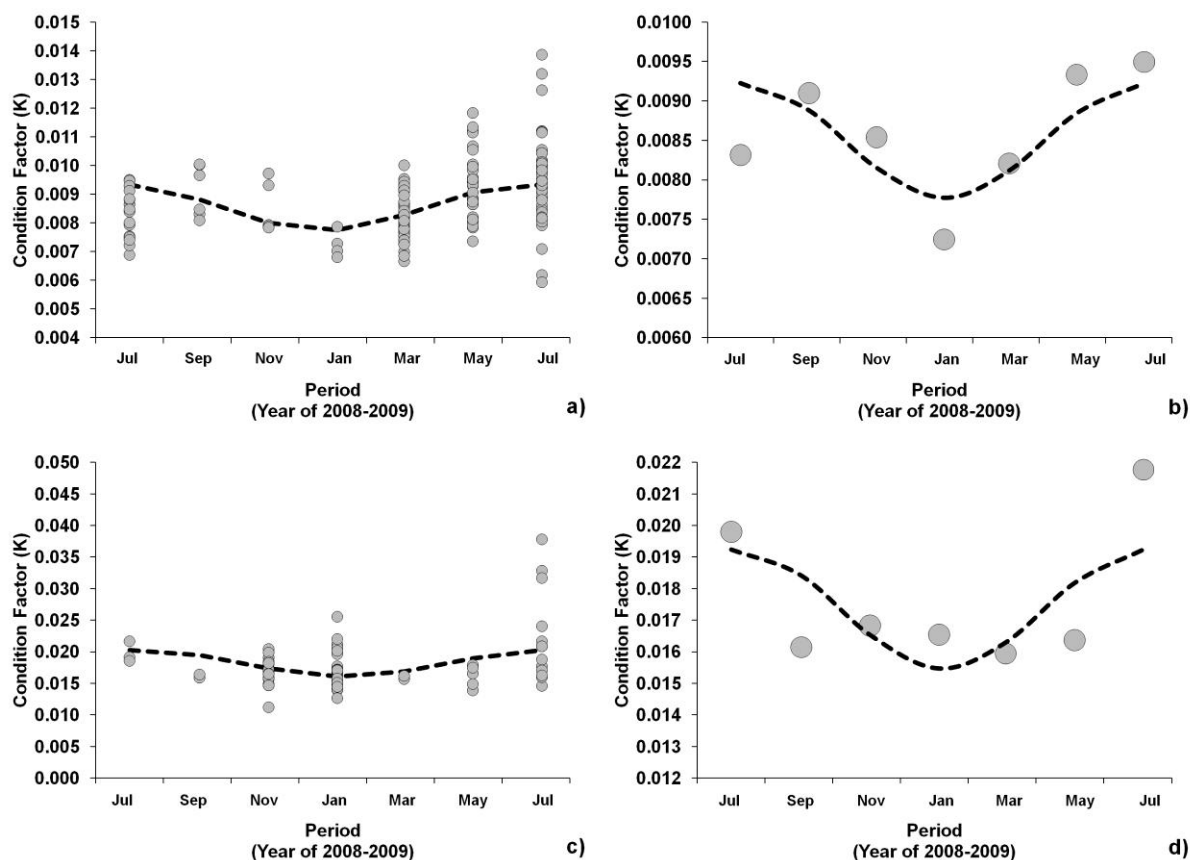 0.015
0.014
0.013
0.012
0.011
0.010
0.009
0.008
0.007
0.006
0.005
0.004
Condition Factor (K)
Jul Sep Nov Jan Mar May Jul
Period
(Year of 2008-2009)
a)
0.0100
0.0095
0.0090
0.0085
0.0080
0.0075
0.0070
0.0065
0.0060
Condition Factor (K)
Jul Sep Nov Jan Mar May Jul
Period
(Year of 2008-2009)
b)
0.050
0.045
0.040
0.035
0.030
0.025
0.020
0.015
0.010
0.005
0.000
Condition Factor (K)
Jul Sep Nov Jan Mar May Jul
Period
(Year of 2008-2009)
c)
0.022
0.021
0.020
0.019
0.018
0.017
0.016
0.015
0.014
0.013
0.012
Condition Factor (K)
Jul Sep Nov Jan Mar May Jul
Period
(Year of 2008-2009)
d)